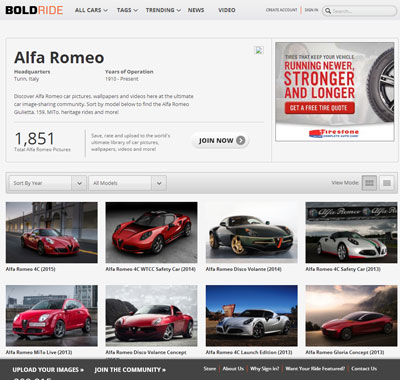 BOLDRIDE
ALL CARS TAGS TRENDING NEWS VIDEO
CREATE ACCOUNT SIGN IN Search...
Alfa Romeo
Headquarters Years of Operation
Turin, Italy 1910 - Present
Discover Alfa Romeo car pictures, wallpapers and videos here at the ultimate
car image-sharing community. Sort by model below to find the Alfa Romeo
Giulietta, 159, MiTo, heritage rides and more!
1,851
Total Alfa Romeo Pictures
Save, rate and upload to the world's
ultimate library of car pictures,
wallpapers, videos and more!
JOIN NOW
TIRES THAT KEEP YOUR VEHICLE
RUNNING NEWER,
STRONGER
AND LONGER
GET A FREE TIRE QUOTE
Firestone
COMPLETE AUTO CARE
Sort By Year All Models View Mode:
Alfa Romeo
Alfa Romeo 4C (2015) Alfa Romeo 4C WTCC Safety Car (2014) Alfa Romeo Disco Volante (2014) Alfa Romeo 4C Safety Car (2013)
Alfa Romeo MiTo Live (2013) Alfa Romeo Disco Volante Concept Alfa Romeo 4C Launch Edition (2013) Alfa Romeo Gloria Concept (2013)
UPLOAD YOUR IMAGES » JOIN THE COMMUNITY » Store About Us Why Sign In? Want Your Ride Featured? Contact Us